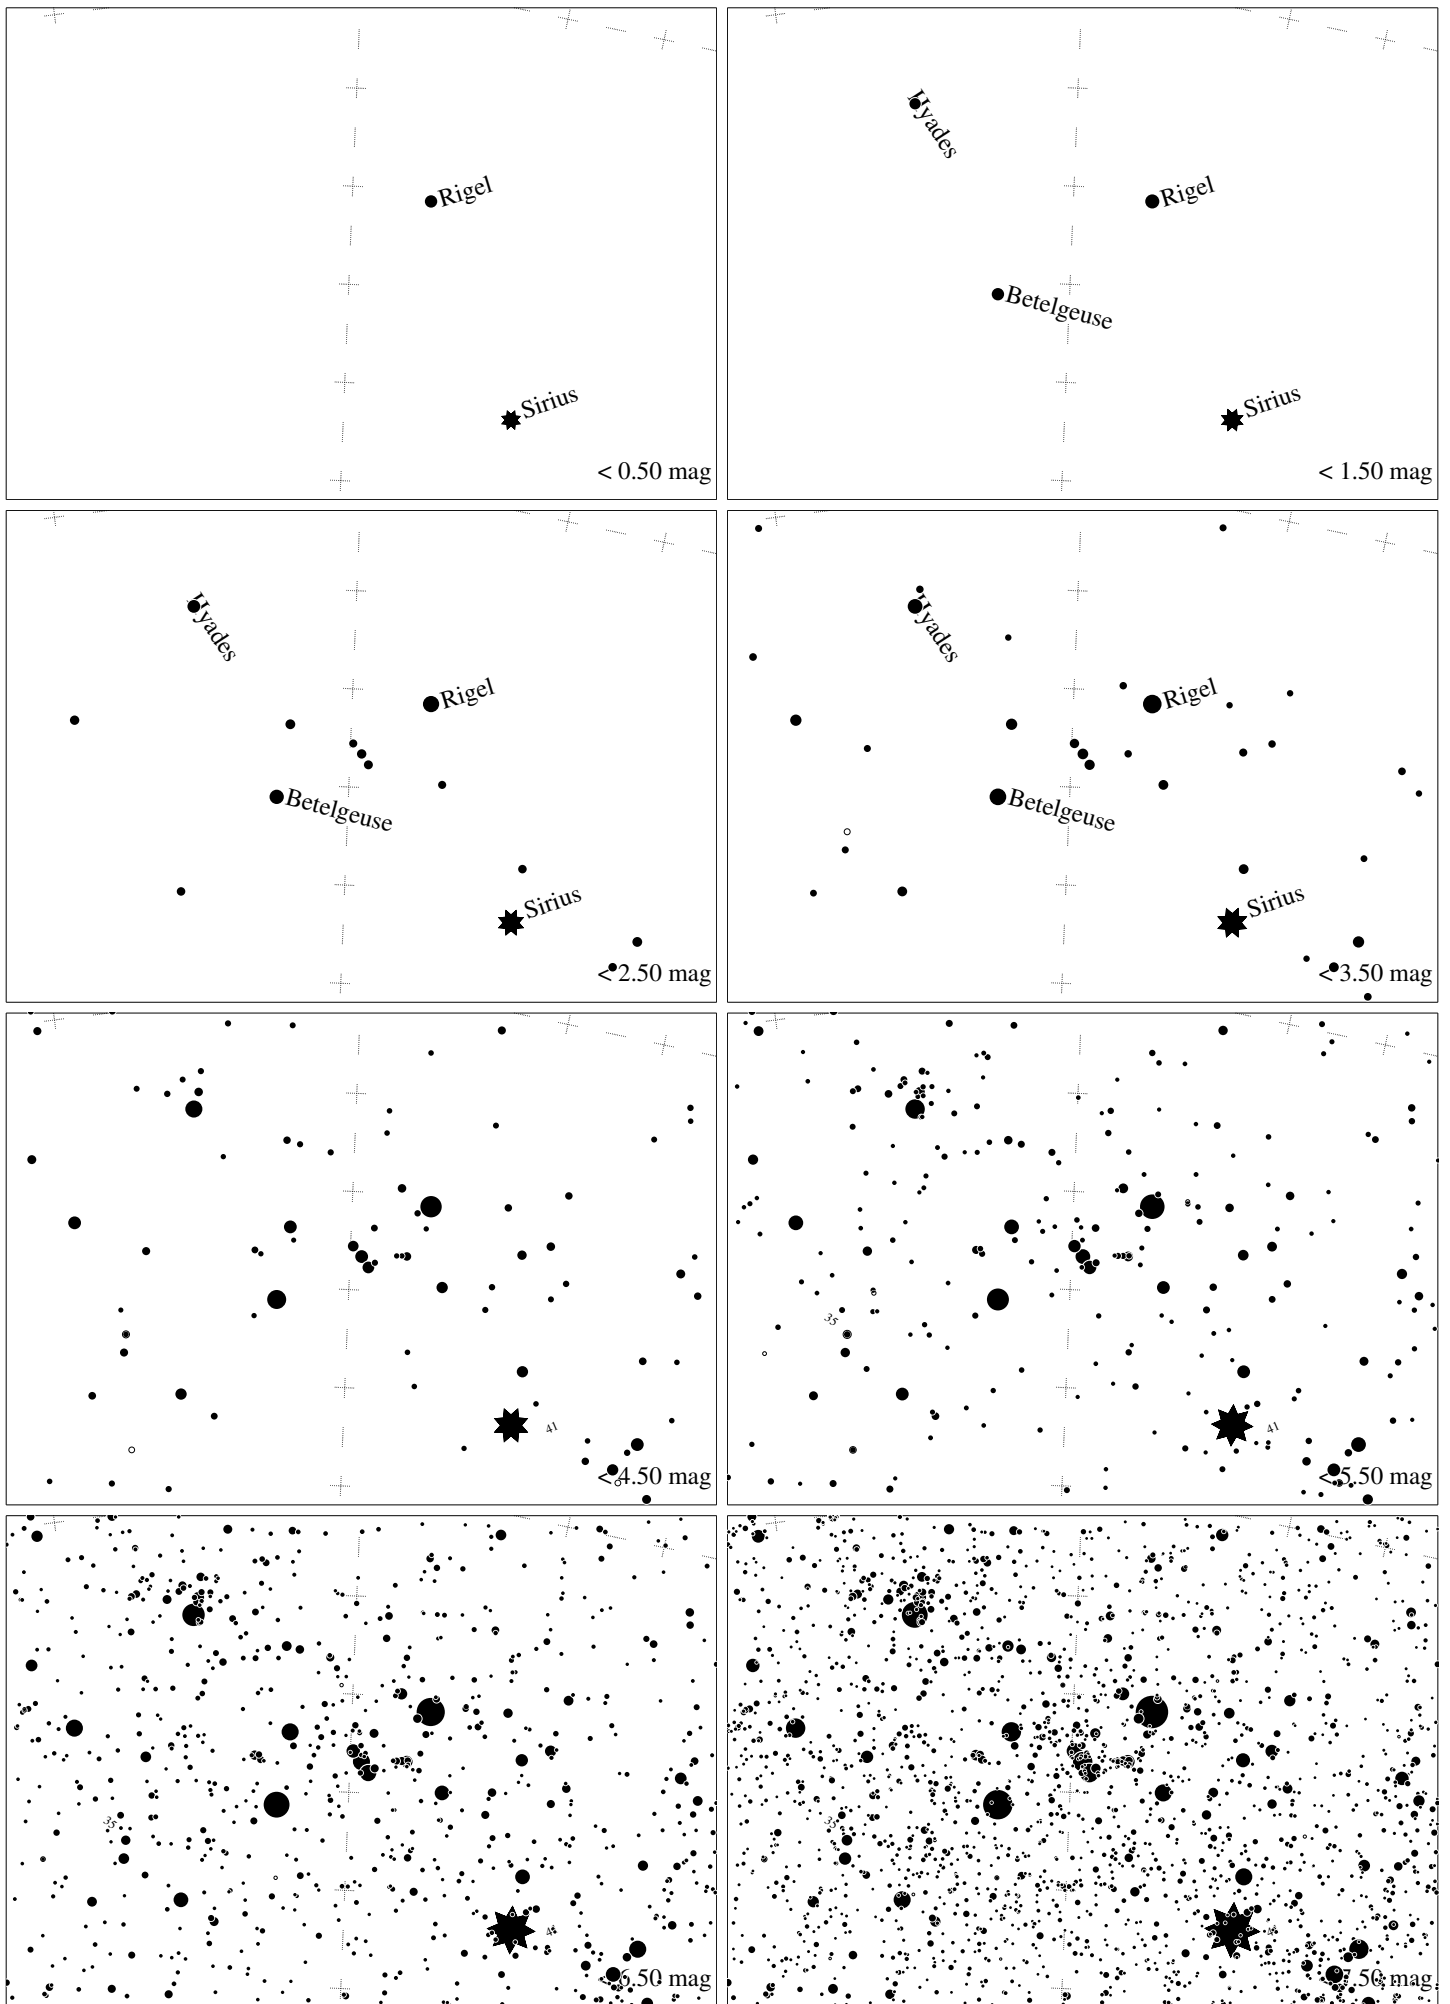 Rigel
Sirius
< 0.50 mag
Hyades
Rigel
Betelgeuse
Sirius
< 1.50 mag
Hyades
Rigel
Betelgeuse
Sirius
< 2.50 mag
Hyades
Rigel
Betelgeuse
Sirius
< 3.50 mag
41
< 4.50 mag
35
41
< 5.50 mag
35
41
6.50 mag
35
7.50 mag